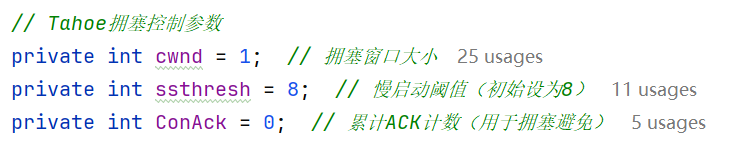 // Tahoe拥塞控制参数
private int cwnd = 1;  // 拥塞窗口大小  25 usages
private int ssthresh = 8;  // 慢启动阈值（初始设为8）  11 usages
private int ConAck = 0;  // 累计ACK计数（用于拥塞避免）  5 usages